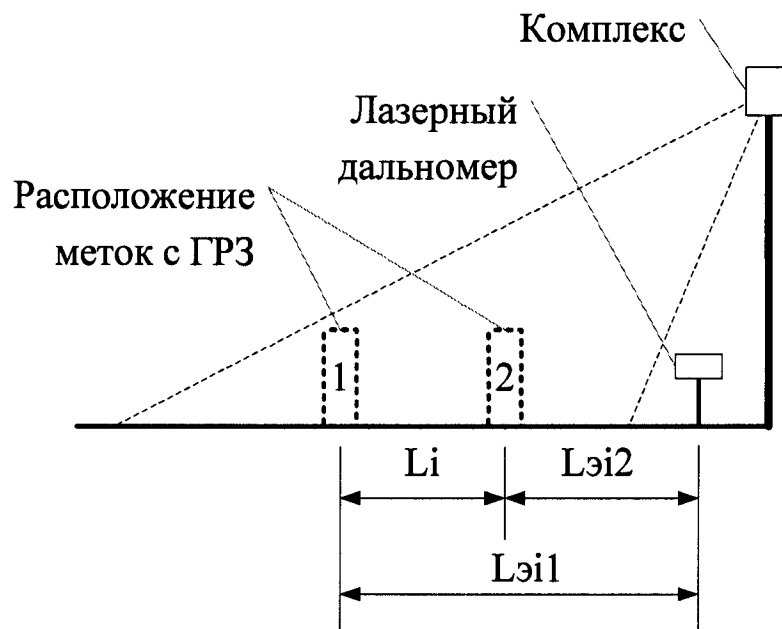 Комплекс
Лазерный
дальномер
Расположение
меток с ГРЗ
1
2
Li
Lэi2
Lэi1